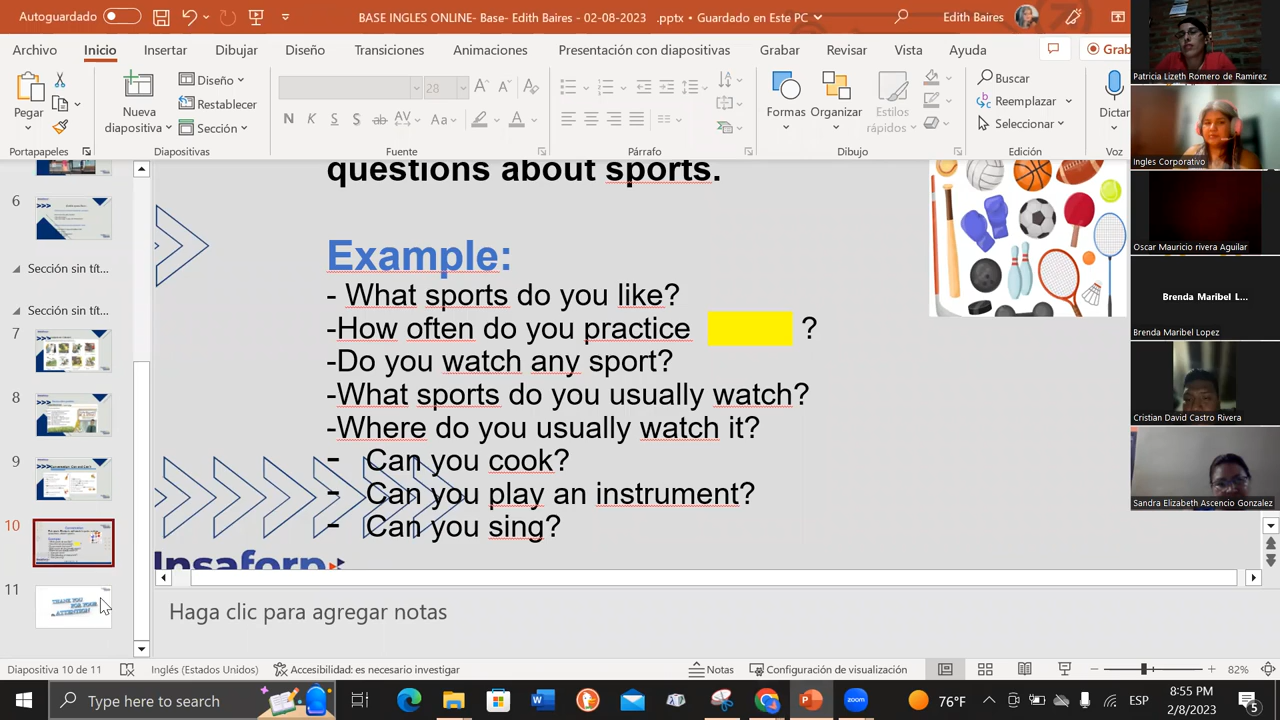 Autoguardado
BASE INGLES ONLINE- Base- Edith Baires - 02-08-2023 .pptx • Guardado en Este PC
Edith Baires
Archivo Inicio Insertar Dibujar Diseño Transiciones Animaciones Presentación con diapositivas Grabar Revisar Vista Ayuda Grab
Pegar
Nueva diapositiva
Diseño
Restablecer
Sección
Formas
Organizar
Estilos rápidos
Buscar
Reemplazar
Seleccionar
Dictar
Portapapeles Diapositivas Fuente Párrafo Dibujo Edición Voz
questions about sports.
Example:
- What sports do you like?
-How often do you practice ?
-Do you watch any sport?
-What sports do you usually watch?
-Where do you usually watch it?
- Can you cook?
- Can you play an instrument?
- Can you sing?
Insaforp
6
Sección sin tít...
Sección sin tít...
7
8
9
10
11
THANK YOU FOR YOUR ATTENTION
Haga clic para agregar notas
Diapositiva 10 de 11 Inglés (Estados Unidos) Accesibilidad: es necesario investigar Notas Configuración de visualización 82%
Type here to search
76°F
ESP
8:55 PM
2/8/2023
5
Patricia Lizeth Romero de Ramirez
Ingles Corporativo
Oscar Mauricio rivera Aguilar
Brenda Maribel L...
Brenda Maribel Lopez
Cristian David Castro Rivera
Sandra Elizabeth Ascencio Gonzalez